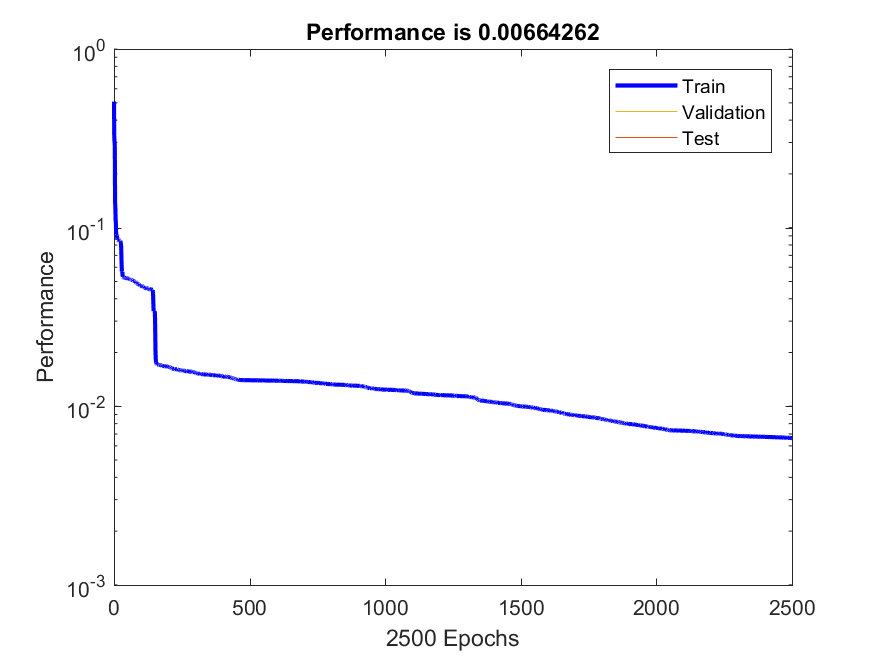 Performance is 0.00664262
10^0
10^-1
10^-2
10^-3
Performance
Train
Validation
Test
0 500 1000 1500 2000 2500
2500 Epochs